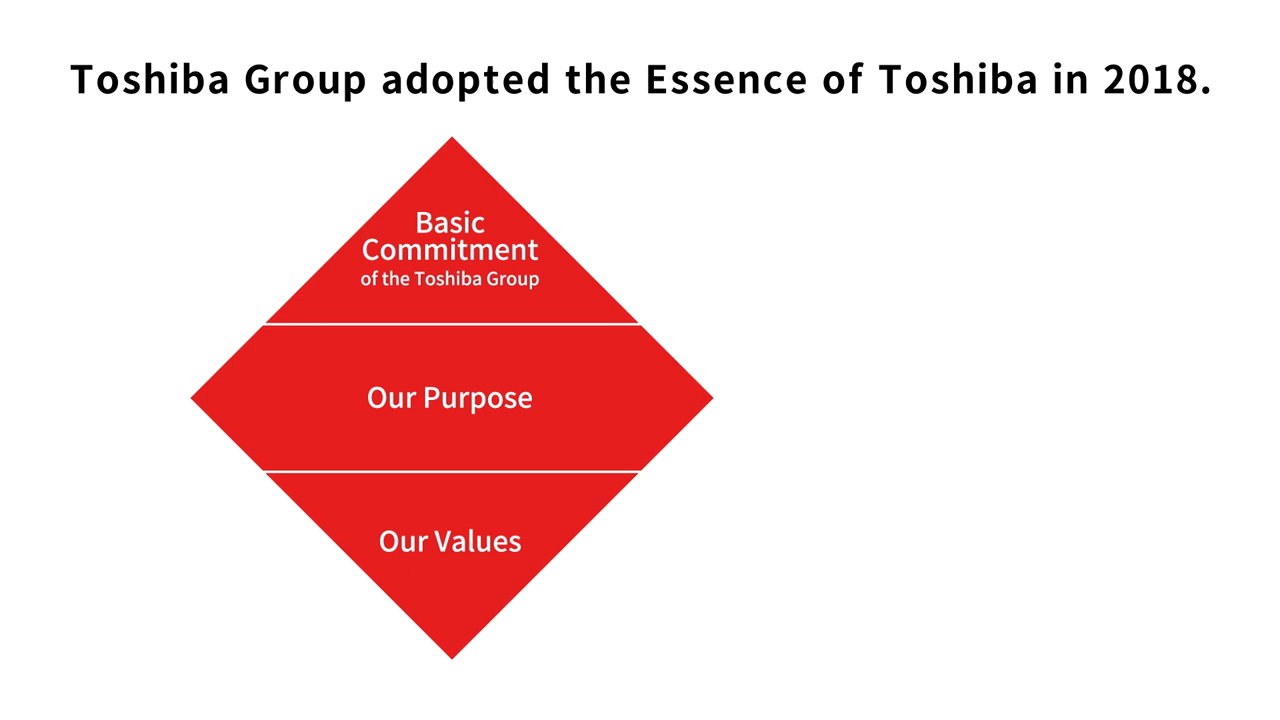 Toshiba Group adopted the Essence of Toshiba in 2018.
Basic
Commitment
of the Toshiba Group
Our Purpose
Our Values